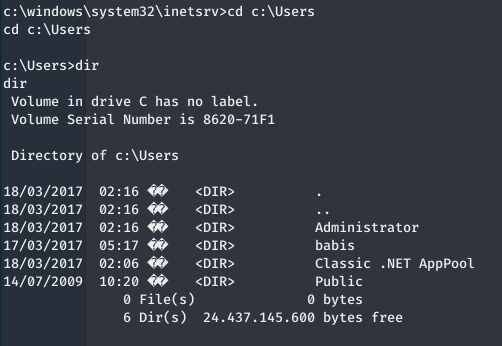 c:\windows\system32\inetsrv>cd c:\Users
cd c:\Users
c:\Users>dir
dir
Volume in drive C has no label.
Volume Serial Number is 8620-71F1
Directory of c:\Users
18/03/2017 02:16 �� <DIR> .
18/03/2017 02:16 �� <DIR> ..
18/03/2017 02:16 �� <DIR> Administrator
17/03/2017 05:17 �� <DIR> babis
18/03/2017 02:06 �� <DIR> Classic .NET AppPool
14/07/2009 10:20 �� <DIR> Public
0 File(s) 0 bytes
6 Dir(s) 24.437.145.600 bytes free